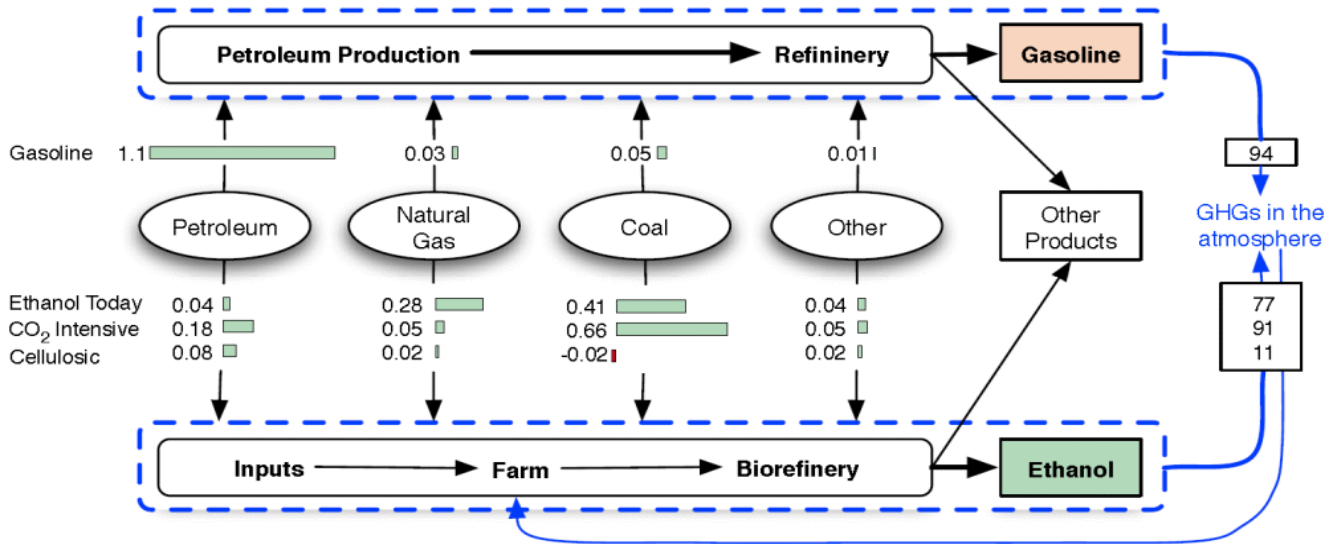 Petroleum Production
Refininery
Gasoline
Gasoline 1.1 0.03 0.05 0.01
94
Petroleum
Natural
Gas
Coal
Other
Other
Products
GHGs in the
atmosphere
Ethanol Today 0.04 0.28 0.41 0.04 77
CO2 Intensive 0.18 0.05 0.66 0.05 91
Cellulosic 0.08 0.02 -0.02 0.02 11
Inputs
Farm
Biorefinery
Ethanol